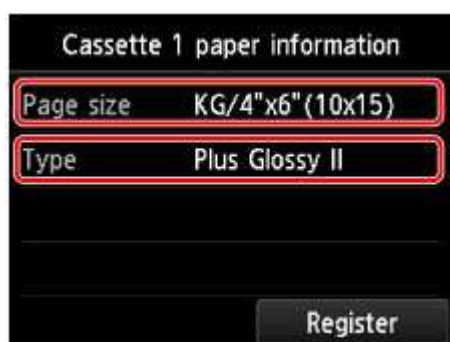 Cassette 1 paper information
Page size KG/4"x6"(10x15)
Type Plus Glossy II
Register